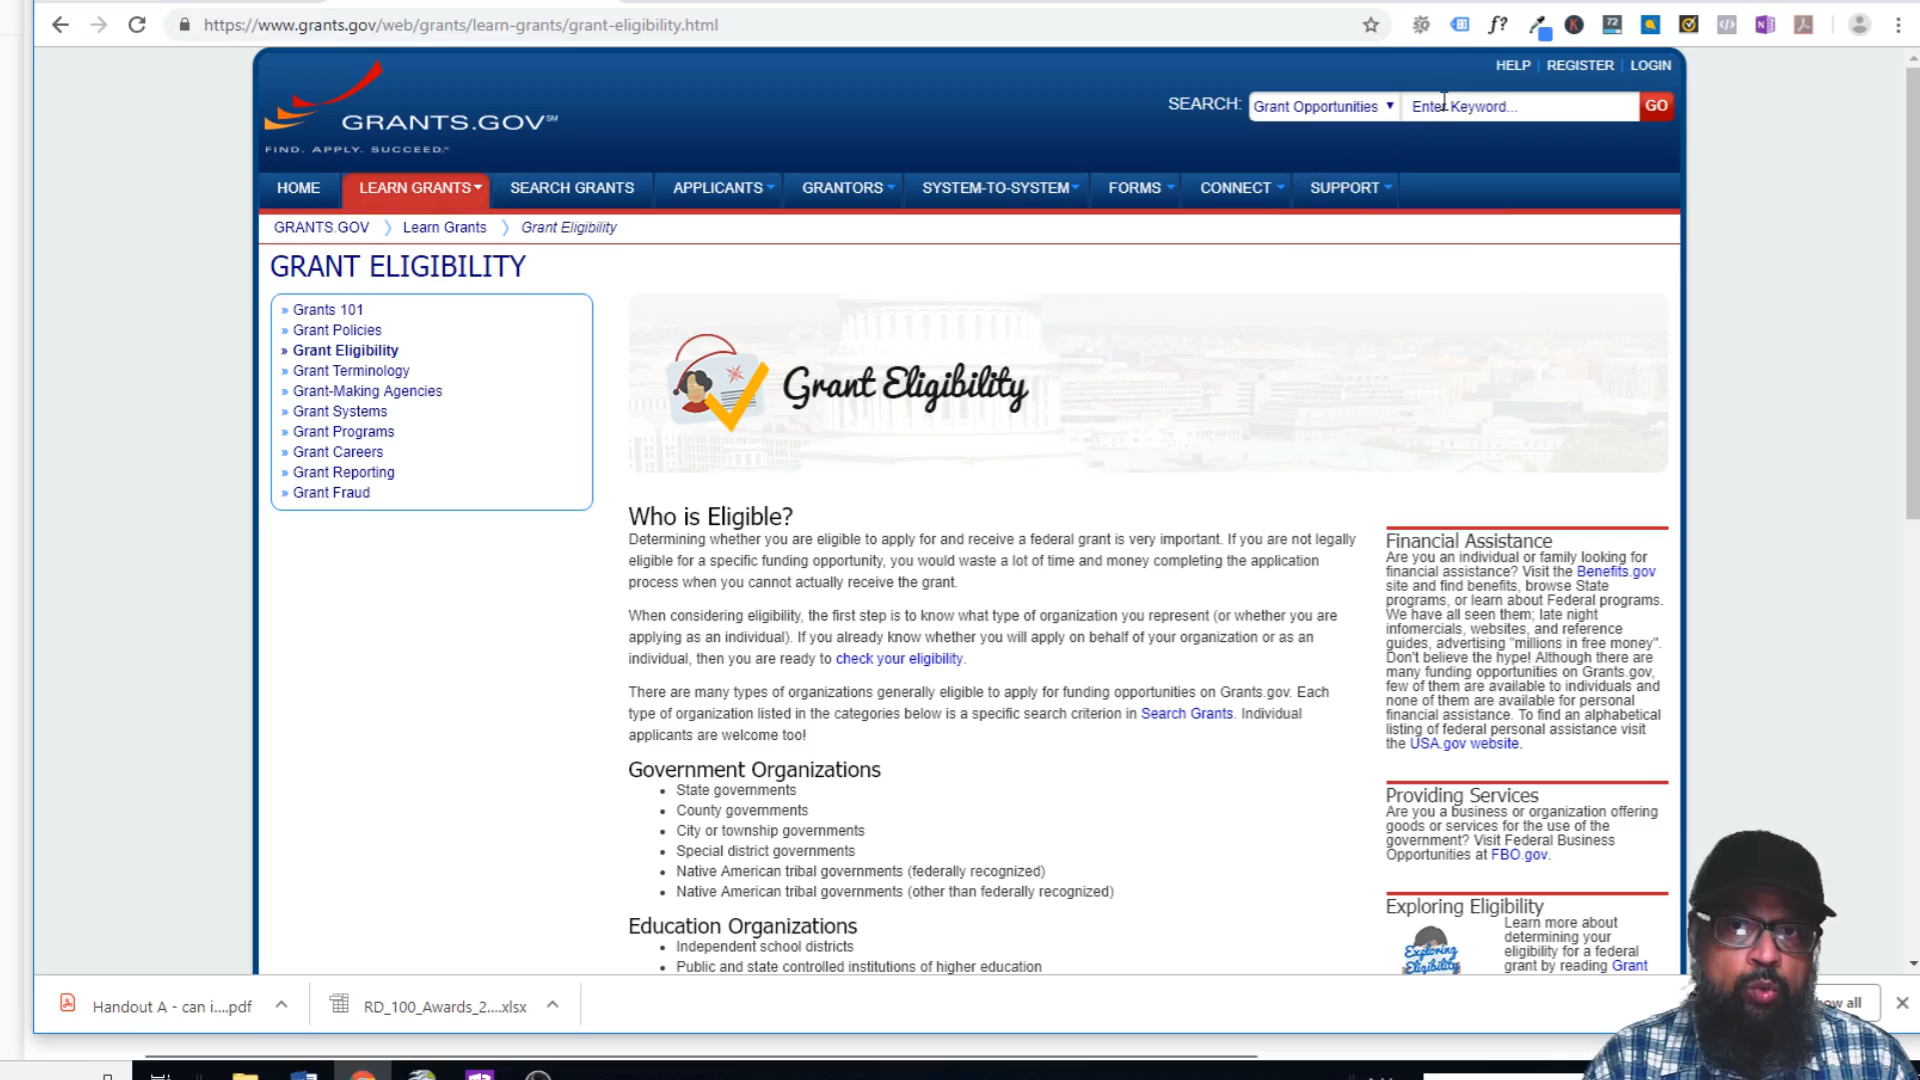 https://www.grants.gov/web/grants/learn-grants/grant-eligibility.html
HELP | REGISTER | LOGIN
SEARCH: Grant Opportunities Enter Keyword... GO
GRANTS.GOV℠
FIND. APPLY. SUCCEED.℠
HOME LEARN GRANTS SEARCH GRANTS APPLICANTS GRANTORS SYSTEM-TO-SYSTEM FORMS CONNECT SUPPORT
GRANTS.GOV 〉 Learn Grants 〉 Grant Eligibility
GRANT ELIGIBILITY
» Grants 101
» Grant Policies
» Grant Eligibility
» Grant Terminology
» Grant-Making Agencies
» Grant Systems
» Grant Programs
» Grant Careers
» Grant Reporting
» Grant Fraud
Grant Eligibility
Who is Eligible?
Determining whether you are eligible to apply for and receive a federal grant is very important. If you are not legally
eligible for a specific funding opportunity, you would waste a lot of time and money completing the application
process when you cannot actually receive the grant.
When considering eligibility, the first step is to know what type of organization you represent (or whether you are
applying as an individual). If you already know whether you will apply on behalf of your organization or as an
individual, then you are ready to check your eligibility.
There are many types of organizations generally eligible to apply for funding opportunities on Grants.gov. Each
type of organization listed in the categories below is a specific search criterion in Search Grants. Individual
applicants are welcome too!
Government Organizations
• State governments
• County governments
• City or township governments
• Special district governments
• Native American tribal governments (federally recognized)
• Native American tribal governments (other than federally recognized)
Education Organizations
• Independent school districts
• Public and state controlled institutions of higher education
Financial Assistance
Are you an individual or family looking for
financial assistance? Visit the Benefits.gov
site and find benefits, browse State
programs, or learn about Federal programs.
We have all seen them; late night
infomercials, websites, and reference
guides, advertising "millions in free money".
Don't believe the hype! Although there are
many funding opportunities on Grants.gov,
few of them are available to individuals and
none of them are available for personal
financial assistance. To find an alphabetical
listing of federal personal assistance visit
the USA.gov website.
Providing Services
Are you a business or organization offering
goods or services for the use of the
government? Visit Federal Business
Opportunities at FBO.gov.
Exploring Eligibility
Exploring
Eligibility
Learn more about
determining your
eligibility for a federal
grant by reading Grant
Handout A - can i....pdf
RD_100_Awards_2....xlsx
all